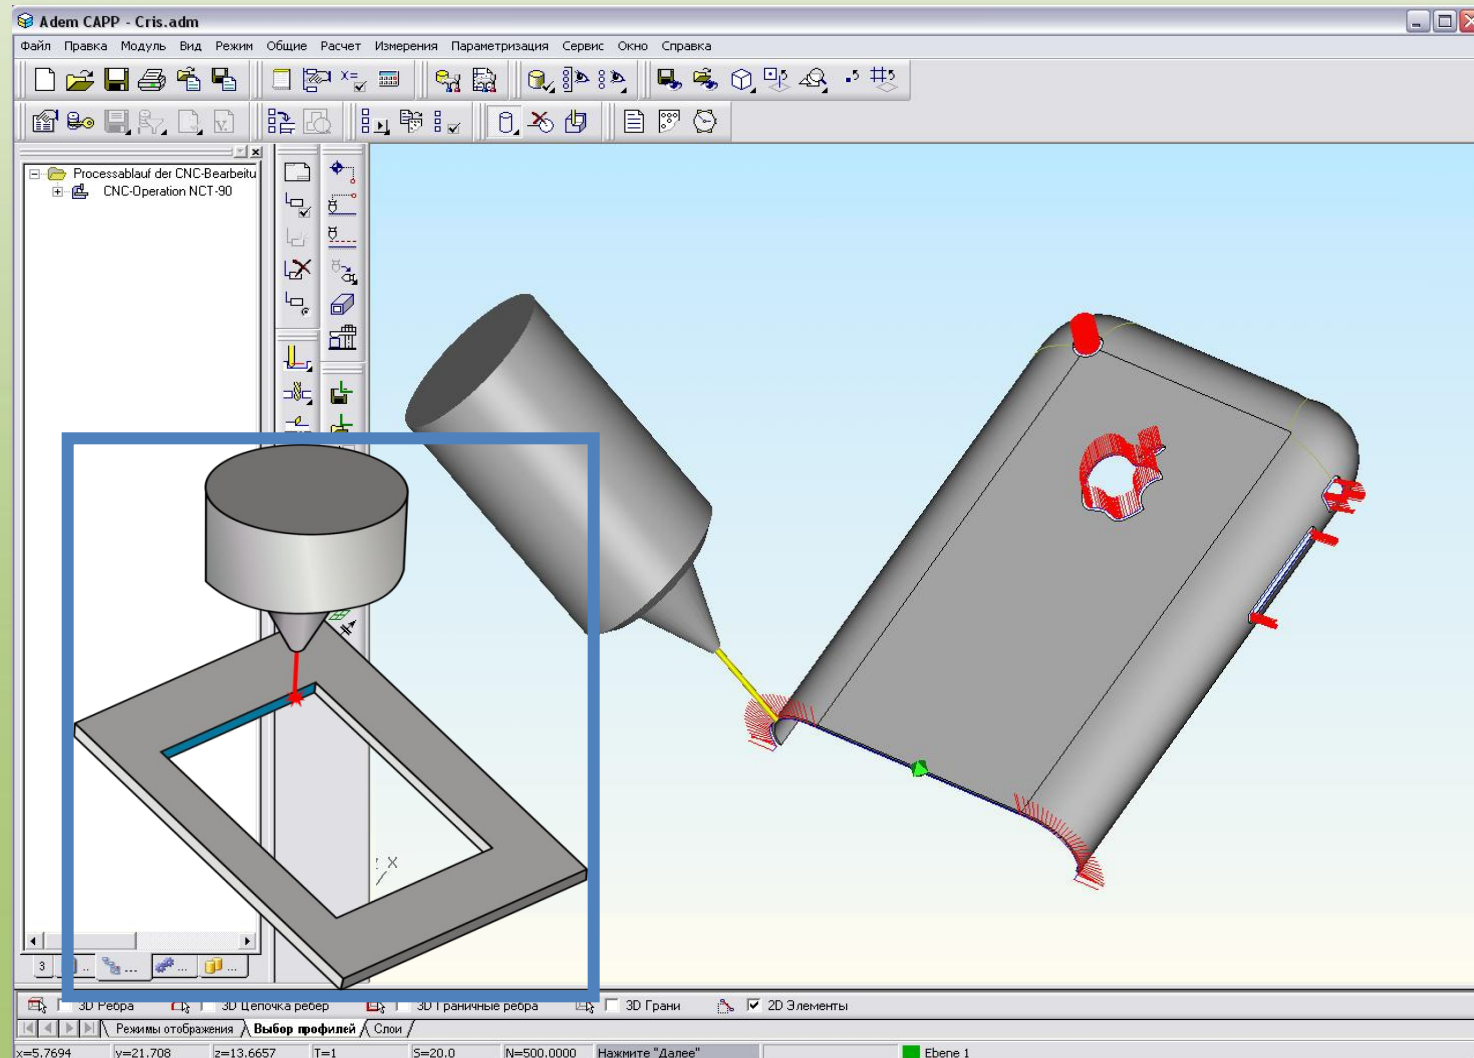 Adem CAPP - Cris.adm
Файл Правка Модуль Вид Режим Общие Расчет Измерения Параметризация Сервис Окно Справка
Processablauf der CNC-Bearbeitu
CNC-Operation NCT-90
X
3
3D Ребра 3D Цепочка ребер 3D Граничные ребра 3D Грани 2D Элементы
Режимы отображения Выбор профилей Слои
x=5.7694 y=21.708 z=13.6657 T=1 S=20.0 N=500.0000 Нажмите "Далее" Ebene 1